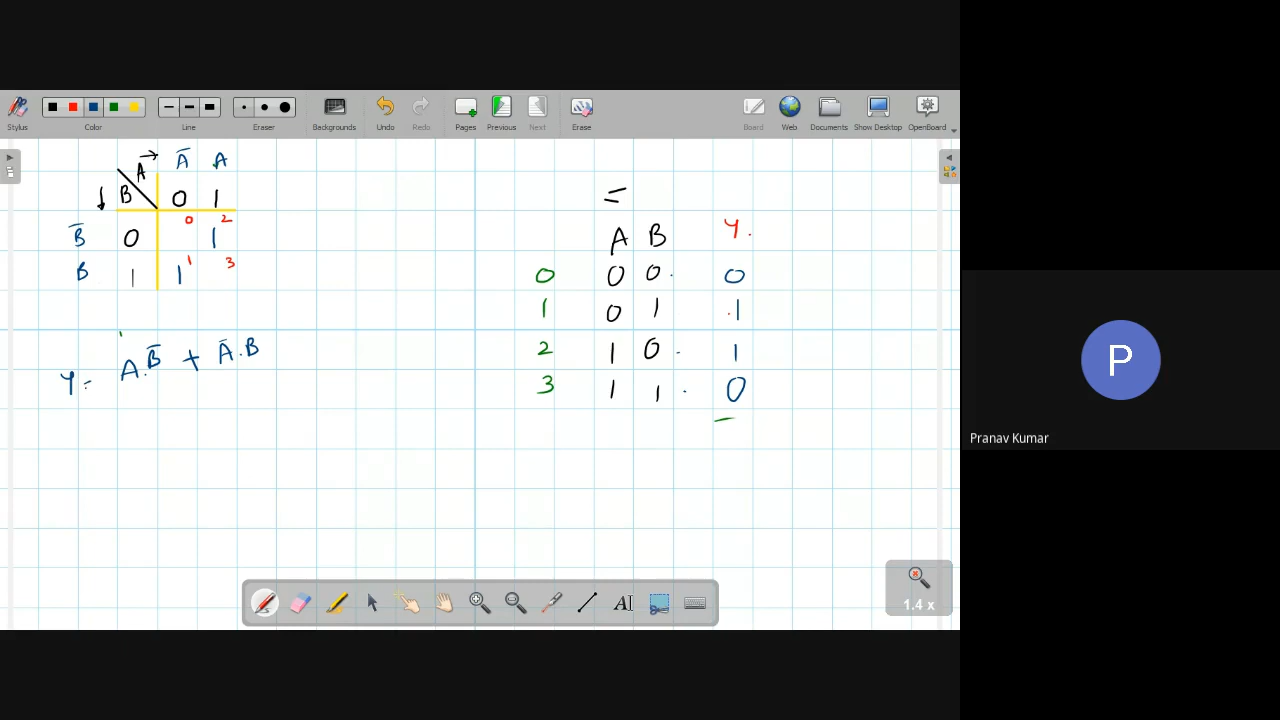 Stylus Color Line Eraser Backgrounds Undo Redo Pages Previous Next Erase Board Web Documents Show Desktop OpenBoard
A̅ A
A →
B ↓ 0 1
B̅ 0 0 1 2
B 1 1 1 3
Y = A.B̅ + A̅.B
=
A B Y.
0 0 0. 0
1 0 1 .1
2 1 0. 1
3 1 1. 0
1.4 x
P
Pranav Kumar